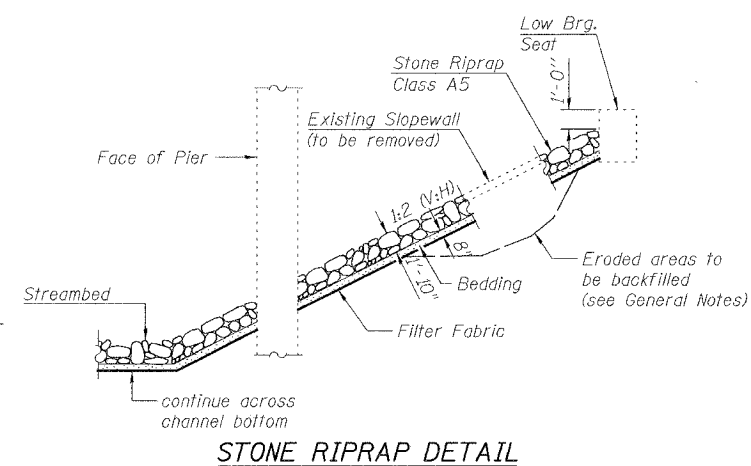 Low Brg.
Seat
Stone Riprap
Class A5
1'-0"
Existing Slopewall
(to be removed)
Face of Pier
1:2 (V:H)
8"
1'-10"
Bedding
Eroded areas to
be backfilled
(see General Notes)
Streambed
Filter Fabric
continue across
channel bottom
STONE RIPRAP DETAIL